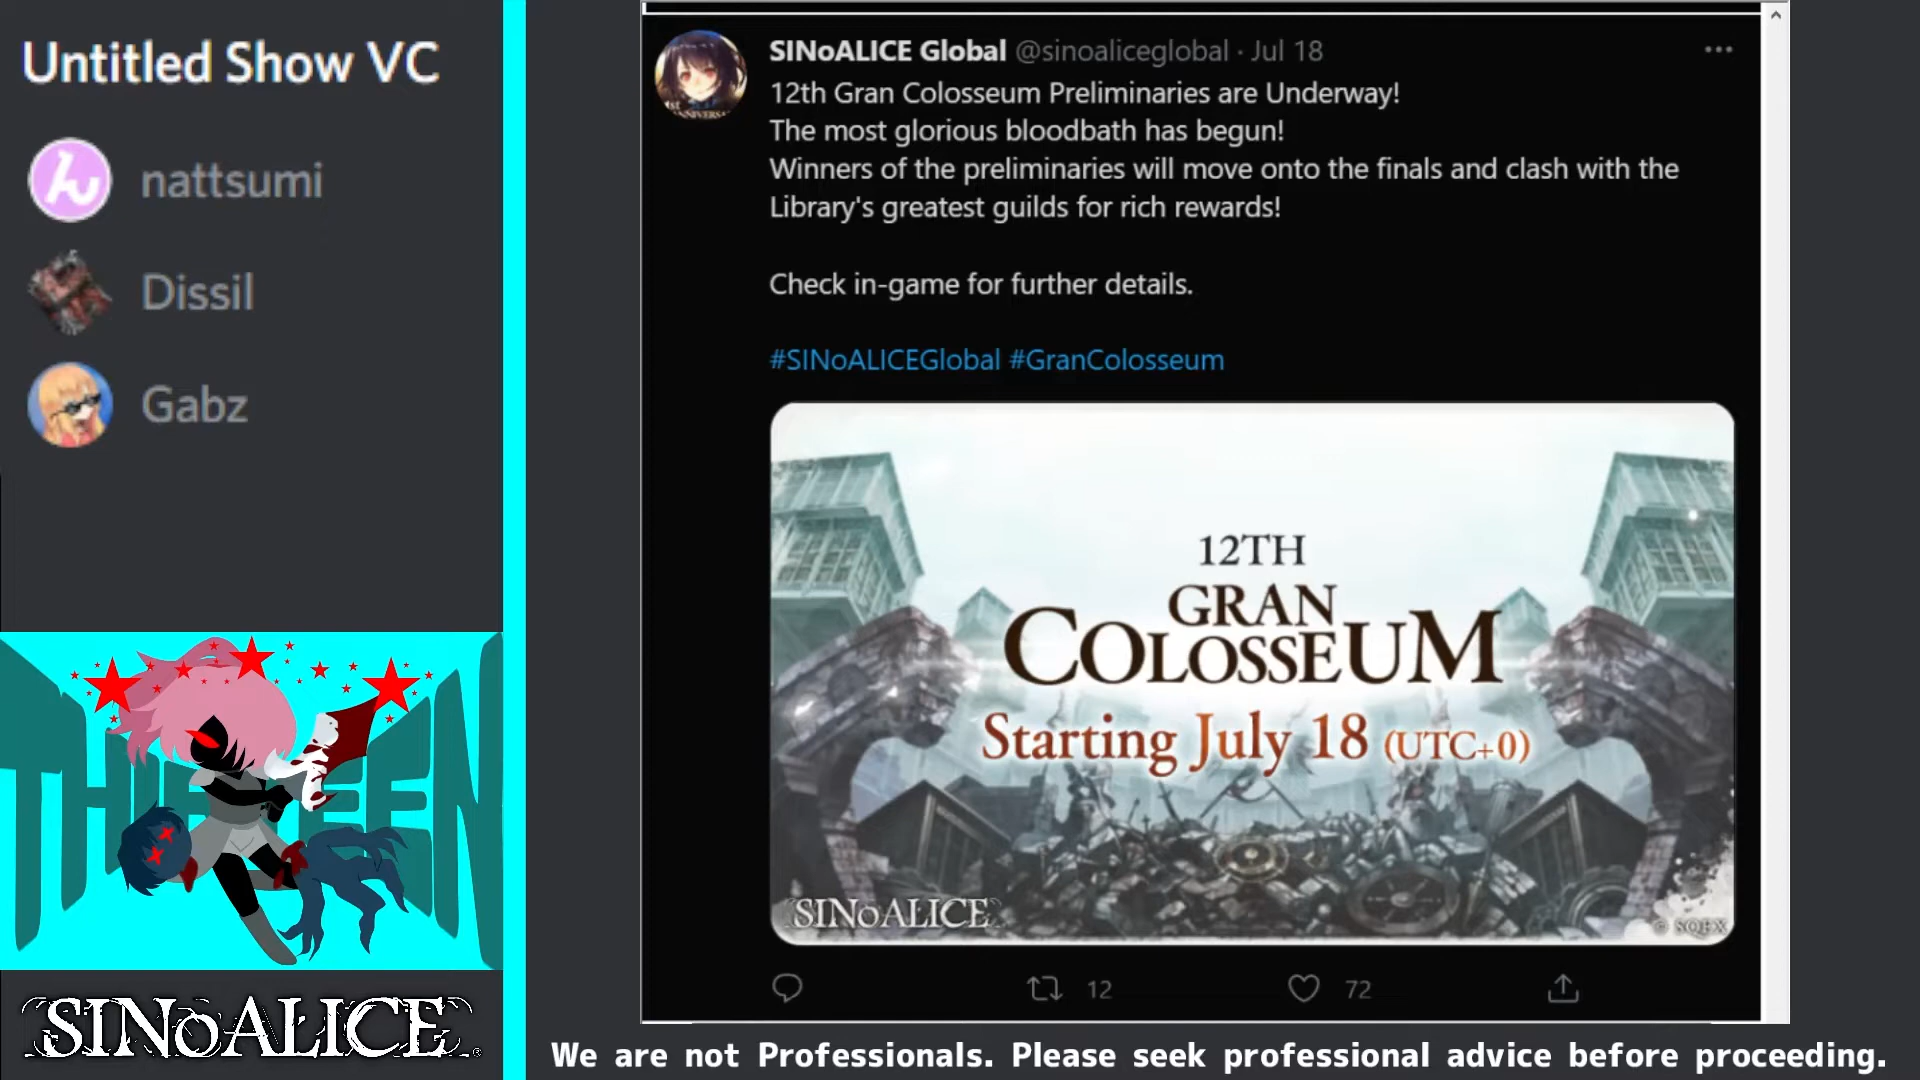 Untitled Show VC
nattsumi
Dissil
Gabz
SINoALICE
SINoALICE Global @sinoaliceglobal · Jul 18
12th Gran Colosseum Preliminaries are Underway!
The most glorious bloodbath has begun!
Winners of the preliminaries will move onto the finals and clash with the
Library's greatest guilds for rich rewards!
Check in-game for further details.
#SINoALICEGlobal #GranColosseum
12TH
GRAN
COLOSSEUM
Starting July 18 (UTC+0)
SINoALICE
© SQEX
12
72
We are not Professionals. Please seek professional advice before proceeding.